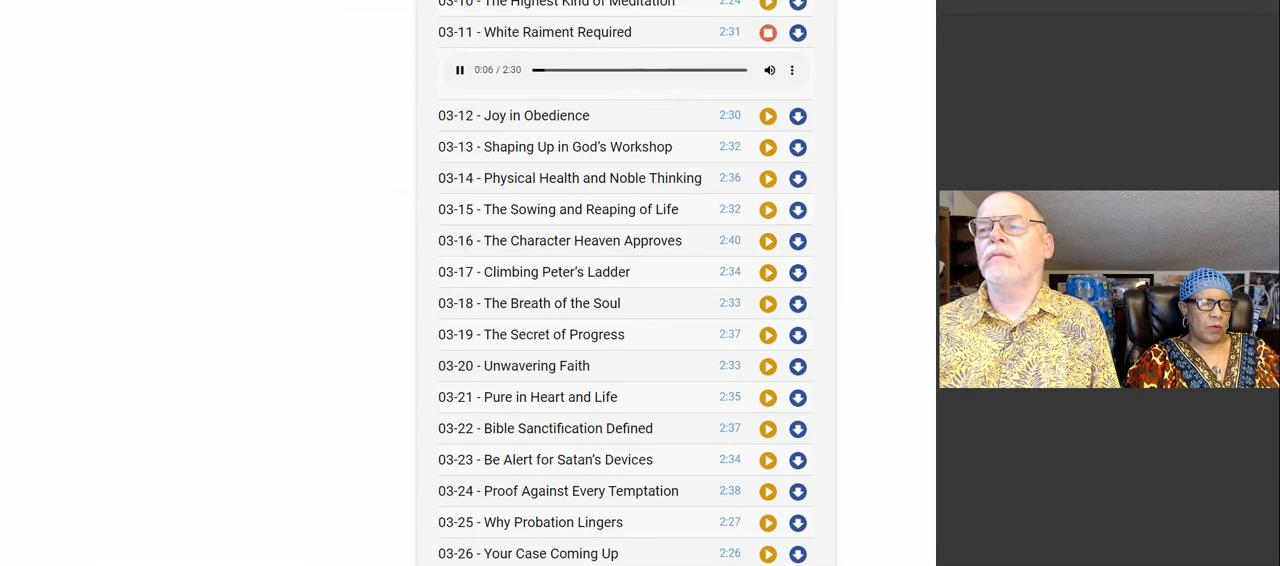 03-10 - The Highest Kind of Meditation 2:24
03-11 - White Raiment Required 2:31
0:06 / 2:30
03-12 - Joy in Obedience 2:30
03-13 - Shaping Up in God’s Workshop 2:32
03-14 - Physical Health and Noble Thinking 2:36
03-15 - The Sowing and Reaping of Life 2:32
03-16 - The Character Heaven Approves 2:40
03-17 - Climbing Peter’s Ladder 2:34
03-18 - The Breath of the Soul 2:33
03-19 - The Secret of Progress 2:37
03-20 - Unwavering Faith 2:33
03-21 - Pure in Heart and Life 2:35
03-22 - Bible Sanctification Defined 2:37
03-23 - Be Alert for Satan’s Devices 2:34
03-24 - Proof Against Every Temptation 2:38
03-25 - Why Probation Lingers 2:27
03-26 - Your Case Coming Up 2:26